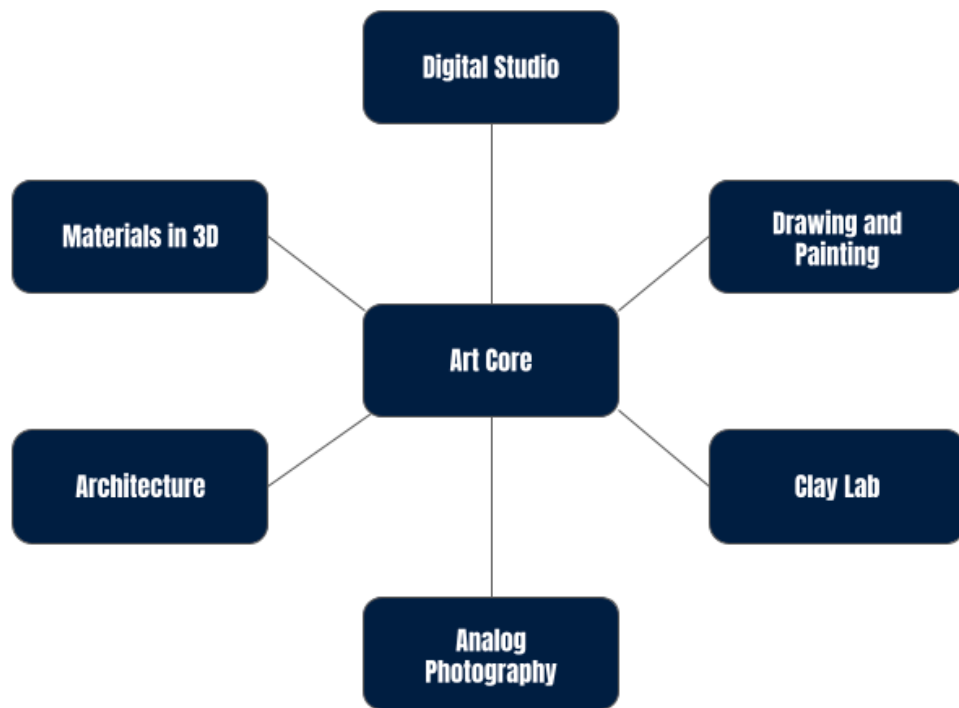 Digital Studio
Materials in 3D
Drawing and
Painting
Art Core
Architecture
Clay Lab
Analog
Photography